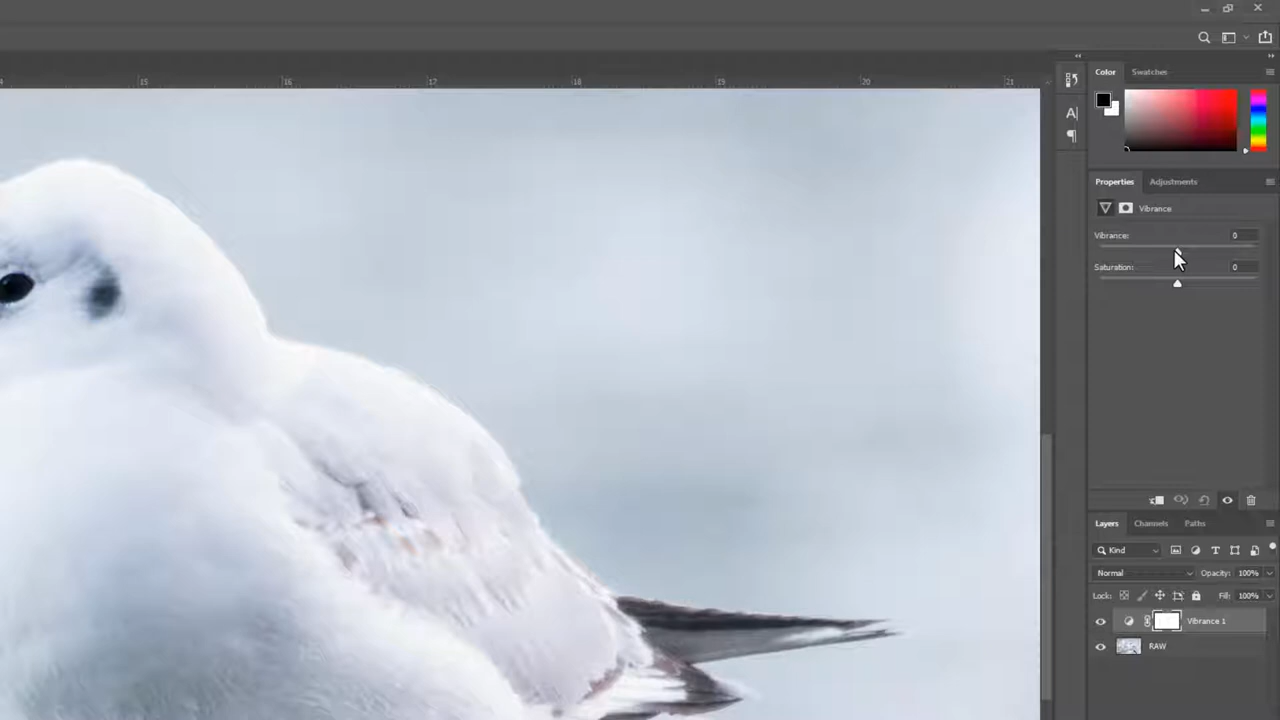 15 16 17 18 19 20 21
Color Swatches
A|
Properties Adjustments
Vibrance
Vibrance: 0
Saturation: 0
Layers Channels Paths
Kind
T
Normal Opacity: 100%
Lock: Fill: 100%
Vibrance 1
RAW